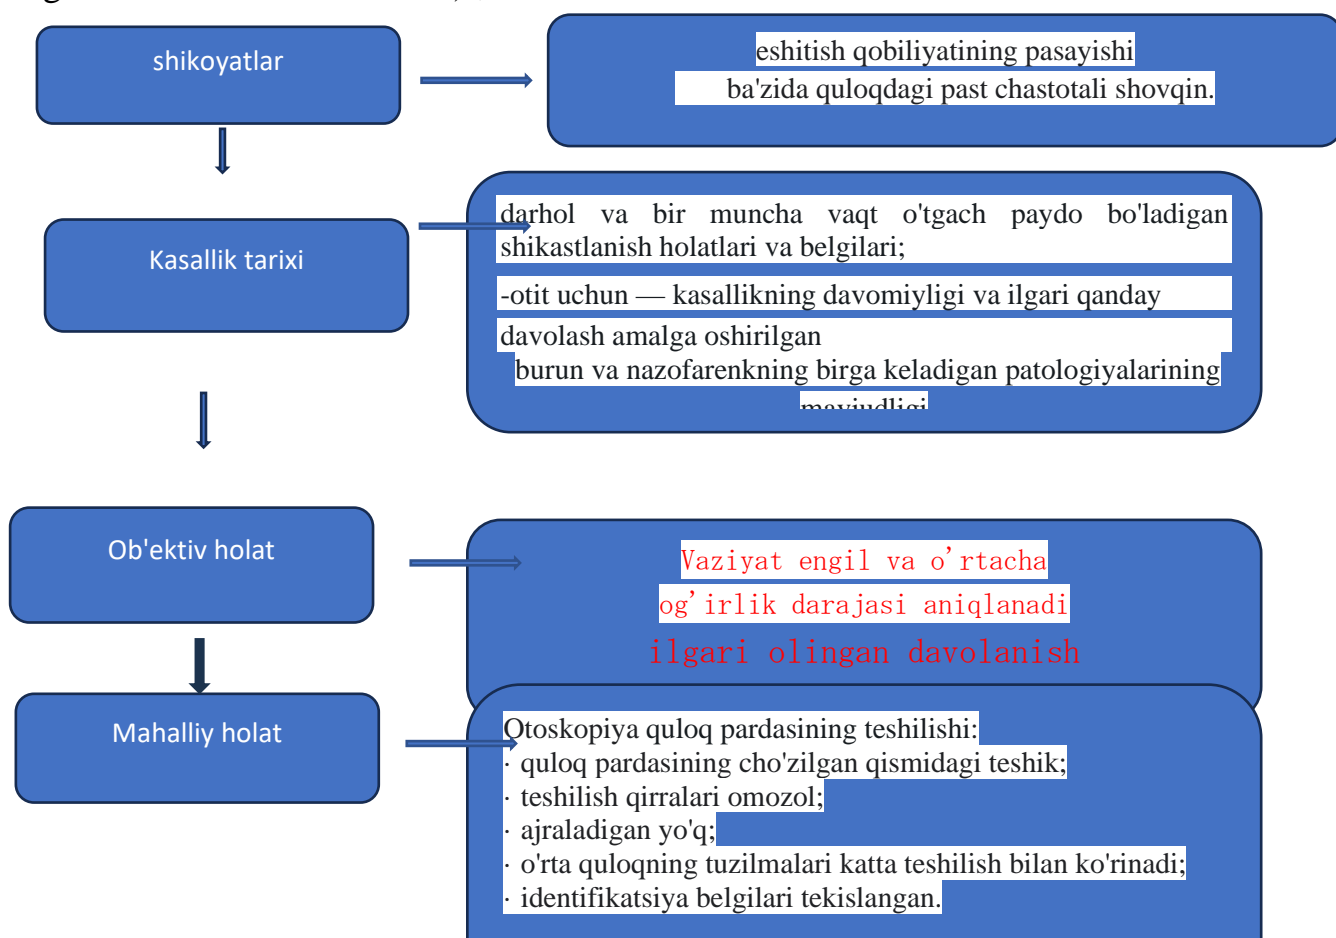 shikoyatlar
eshitish qobiliyatining pasayishi
ba'zida quloqdagi past chastotali shovqin.
Kasallik tarixi
darhol va bir muncha vaqt o'tgach paydo bo'ladigan
shikastlanish holatlari va belgilari;
-otit uchun — kasallikning davomiyligi va ilgari qanday
davolash amalga oshirilgan
burun va nazofarenkning birga keladigan patologiyalarining
mavjudligi
Ob'ektiv holat
Vaziyat engil va o’rtacha
og’irlik darajasi aniqlanadi
ilgari olingan davolanish
Mahalliy holat
Otoskopiya quloq pardasining teshilishi:
· quloq pardasining cho'zilgan qismidagi teshik;
· teshilish qirralari omozol;
· ajraladigan yo'q;
· o'rta quloqning tuzilmalari katta teshilish bilan ko'rinadi;
· identifikatsiya belgilari tekislangan.